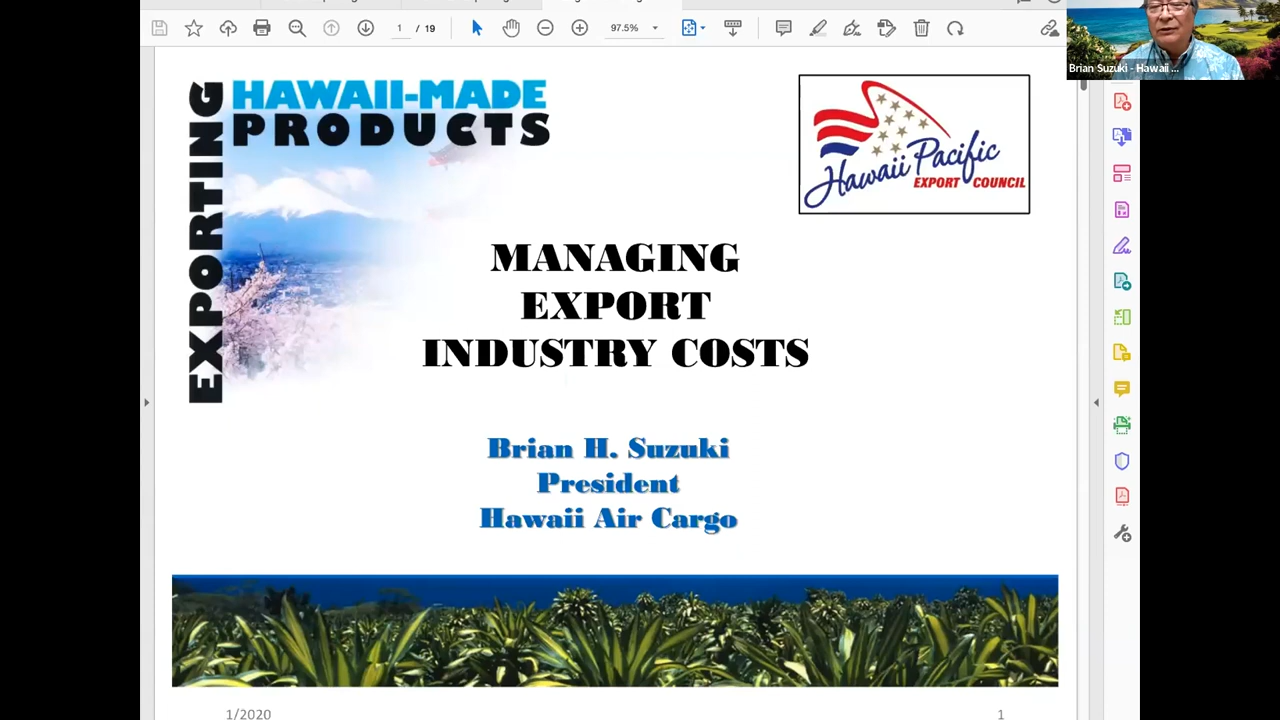 1 / 19
97.5%
Brian Suzuki - Hawaii ...
EXPORTING
HAWAII-MADE
PRODUCTS
Hawaii Pacific
EXPORT COUNCIL
MANAGING
EXPORT
INDUSTRY COSTS
Brian H. Suzuki
President
Hawaii Air Cargo
1/2020
1